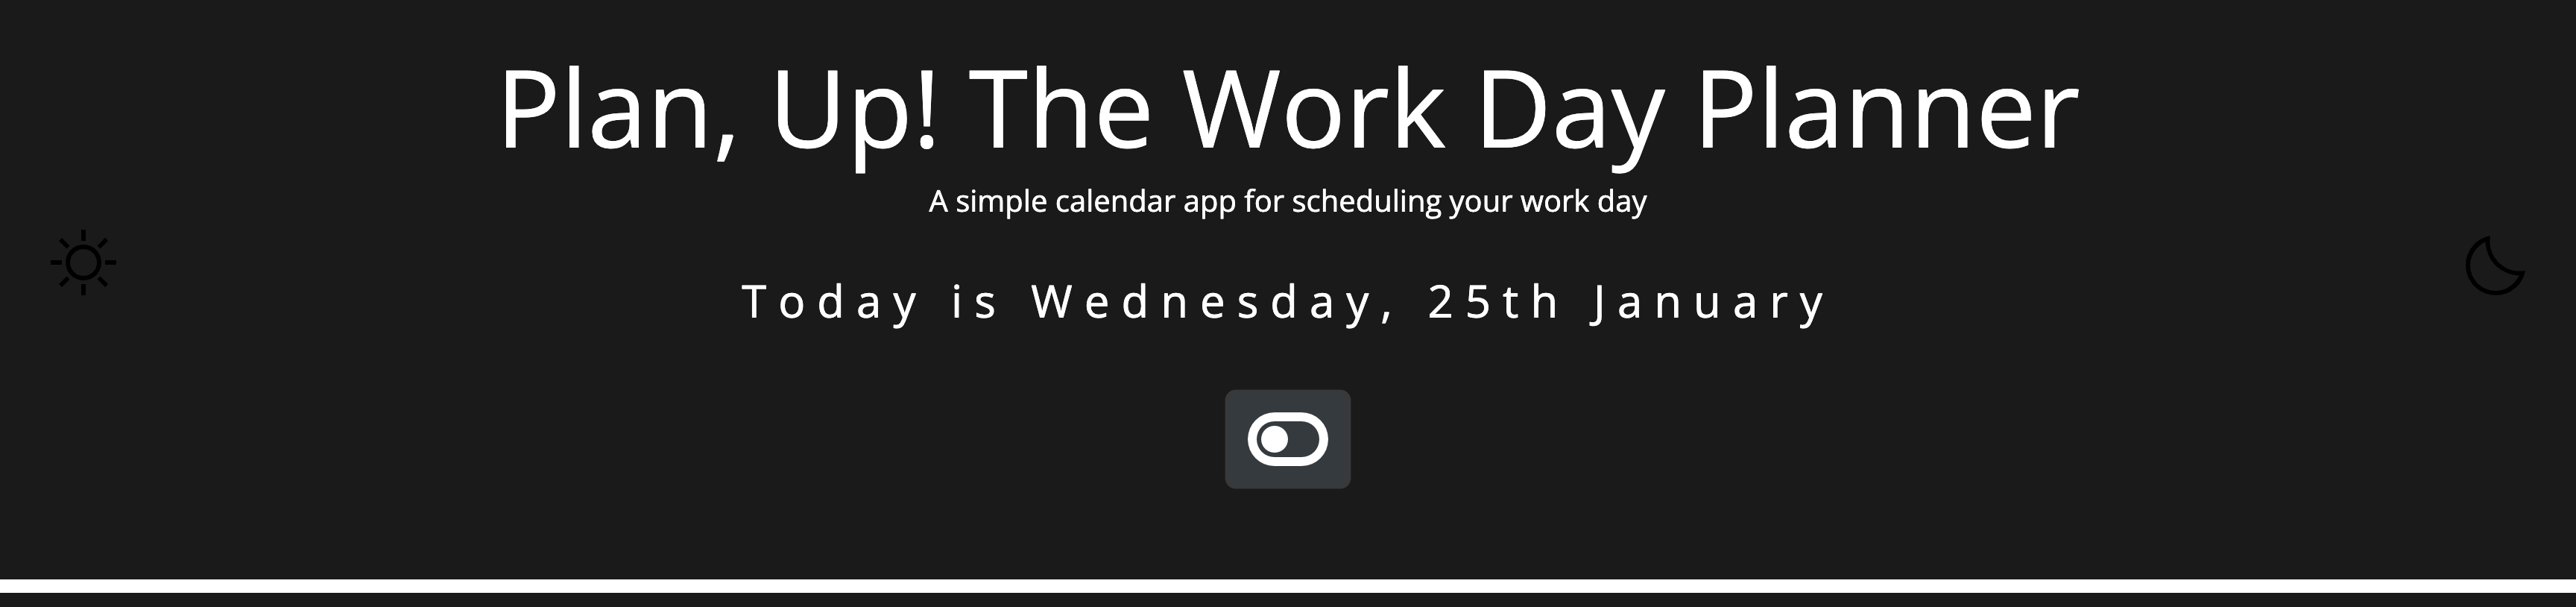 Plan, Up! The Work Day Planner
A simple calendar app for scheduling your work day
Today is Wednesday, 25th January